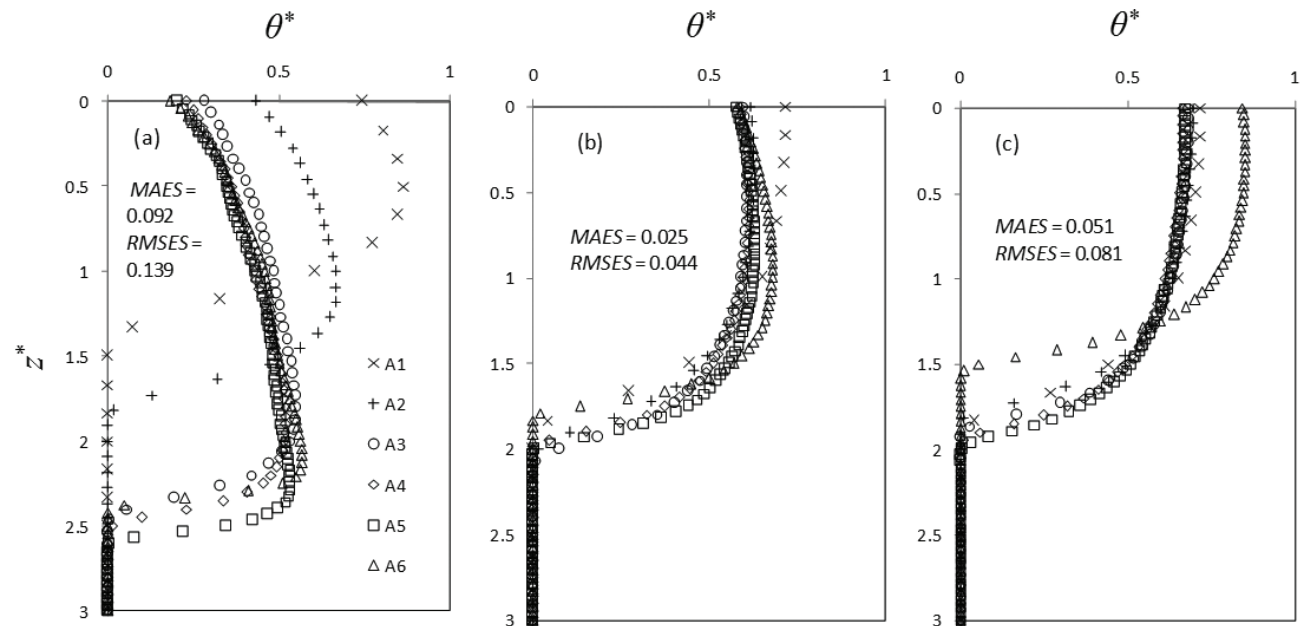 θ* θ* θ*
0 0.5 1 0 0.5 1 0 0.5 1
0 0 0
(a) (b) (c)
MAES =
0.092
RMSES =
0.139
MAES = 0.025
RMSES = 0.044
MAES = 0.051
RMSES = 0.081
0.5 0.5 0.5
1 1 1
z*
1.5 1.5 1.5
2 2 2
2.5 2.5 2.5
3 3 3
A1
A2
A3
A4
A5
A6